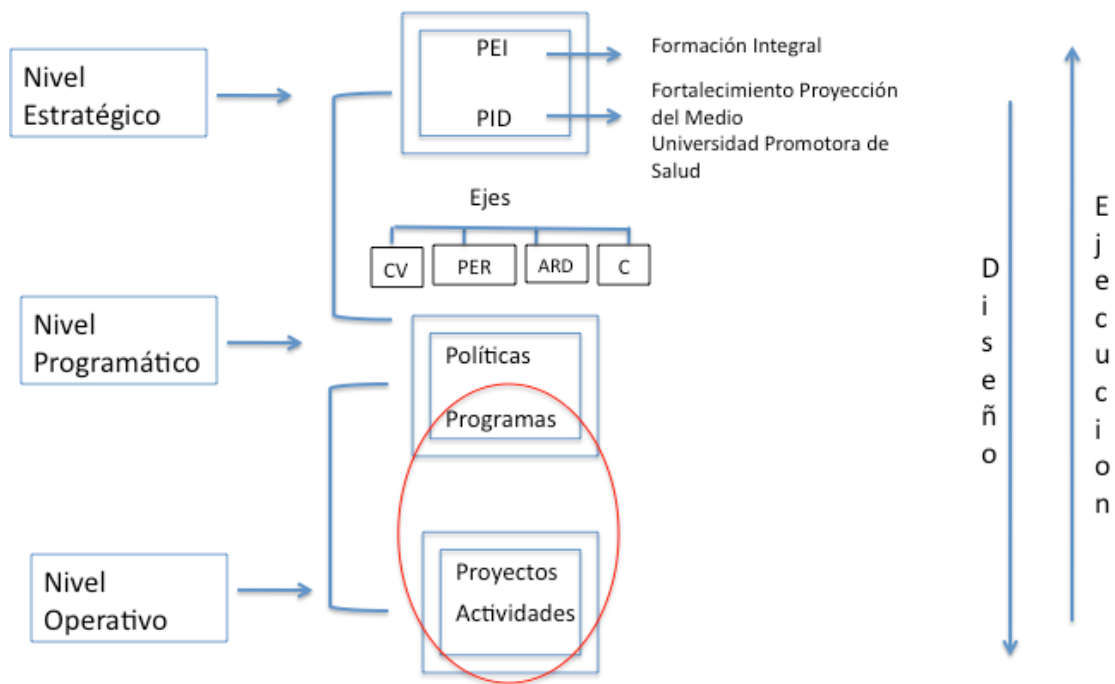 Nivel
Estratégico
PEI
PID
Formación Integral
Fortalecimiento Proyección
del Medio
Universidad Promotora de
Salud
Ejes
CV
PER
ARD
C
Nivel
Programático
Políticas
Programas
Nivel
Operativo
Proyectos
Actividades
Diseño
Ejecucion